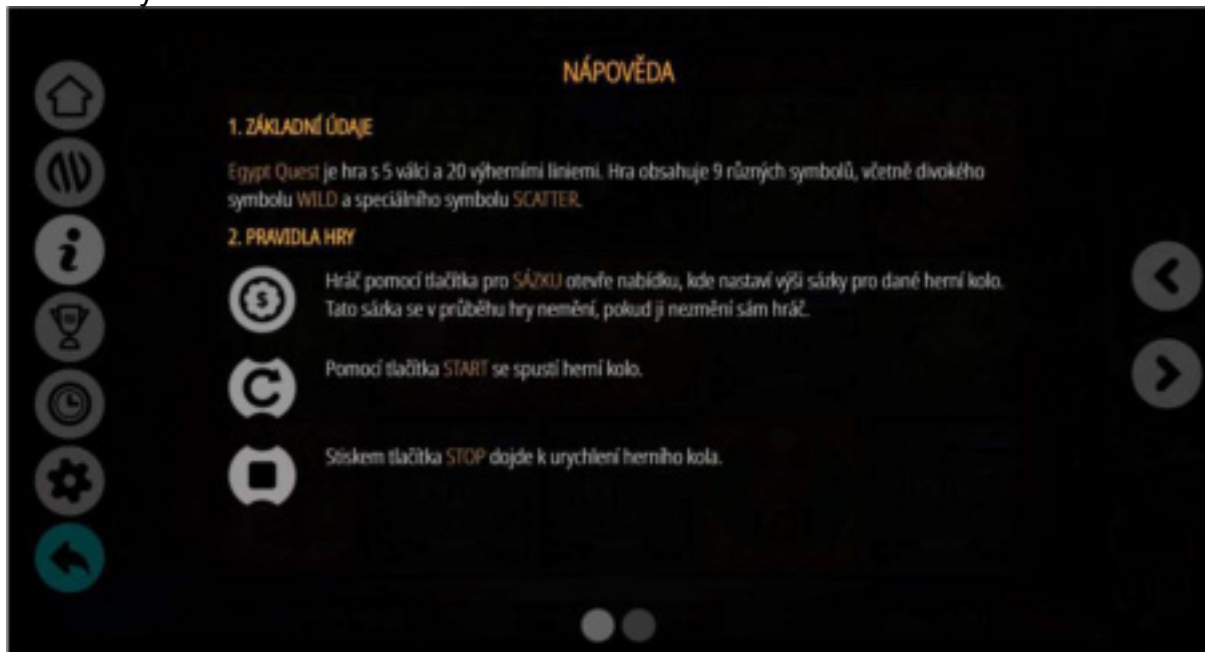 NÁPOVĚDA
1. ZÁKLADNÍ ÚDAJE
Egypt Quest je hra s 5 válci a 20 výherními liniemi. Hra obsahuje 9 různých symbolů, včetně divokého
symbolu WILD a speciálního symbolu SCATTER.
2. PRAVIDLA HRY
Hráč pomocí tlačítka pro SÁZKU otevře nabídku, kde nastaví výši sázky pro dané herní kolo.
Tato sázka se v průběhu hry nemění, pokud ji nezmění sám hráč.
Pomocí tlačítka START se spustí herní kolo.
Stiskem tlačítka STOP dojde k urychlení herního kola.